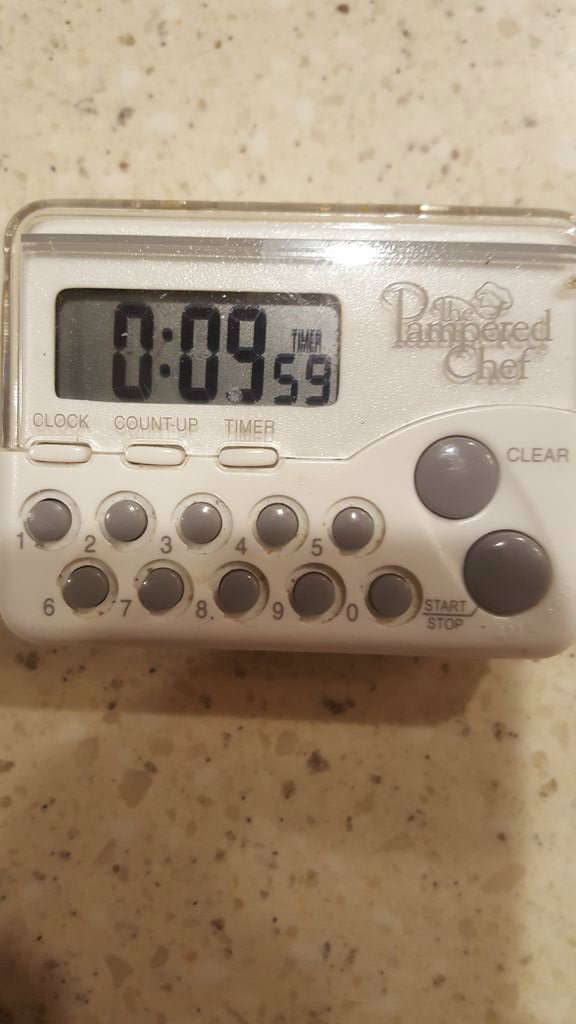 The
Pampered
Chef
0:09 59
TIMER
CLOCK COUNT-UP TIMER
CLEAR
1 2 3 4 5
6 7 8 9 0
START
STOP